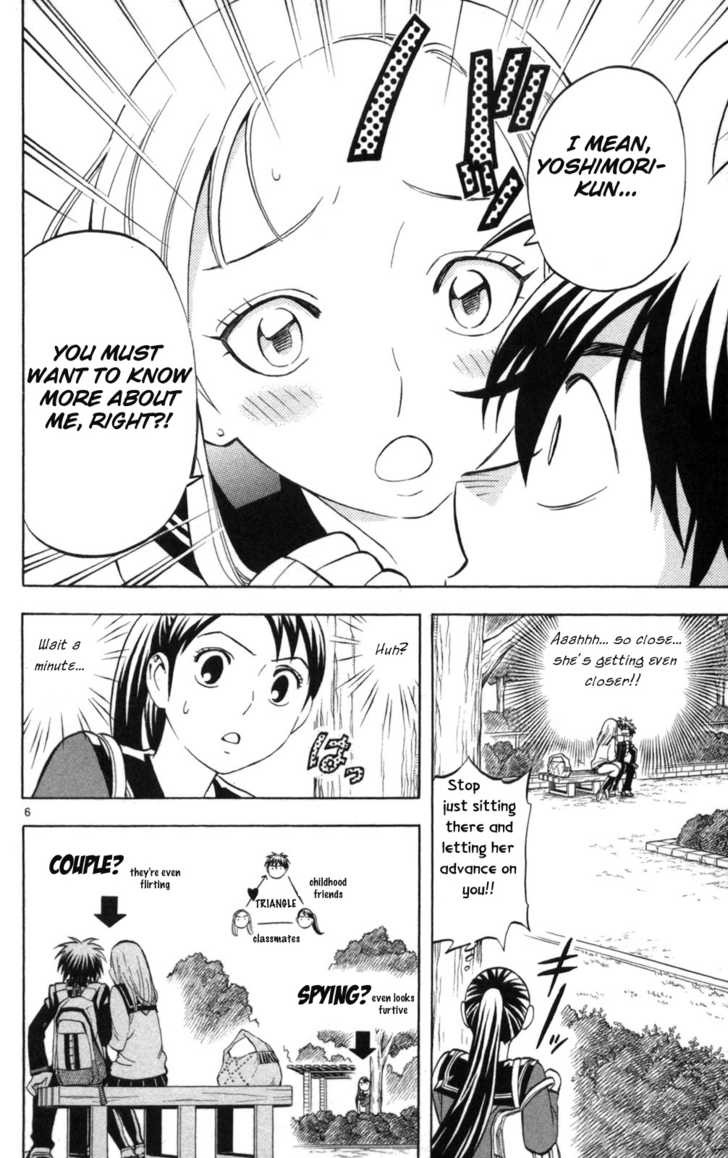 I MEAN,
YOSHIMORI-
KUN...
YOU MUST
WANT TO KNOW
MORE ABOUT
ME, RIGHT?!
Aaahhh... so close...
she's getting even
closer!!
Stop
just sitting
there and
letting her
advance on
you!!
Huh?
Wait a
minute...
はっ
6
COUPLE?
they're even
flirting
TRIANGLE
childhood
friends
classmates
SPYING?
even looks
furtive